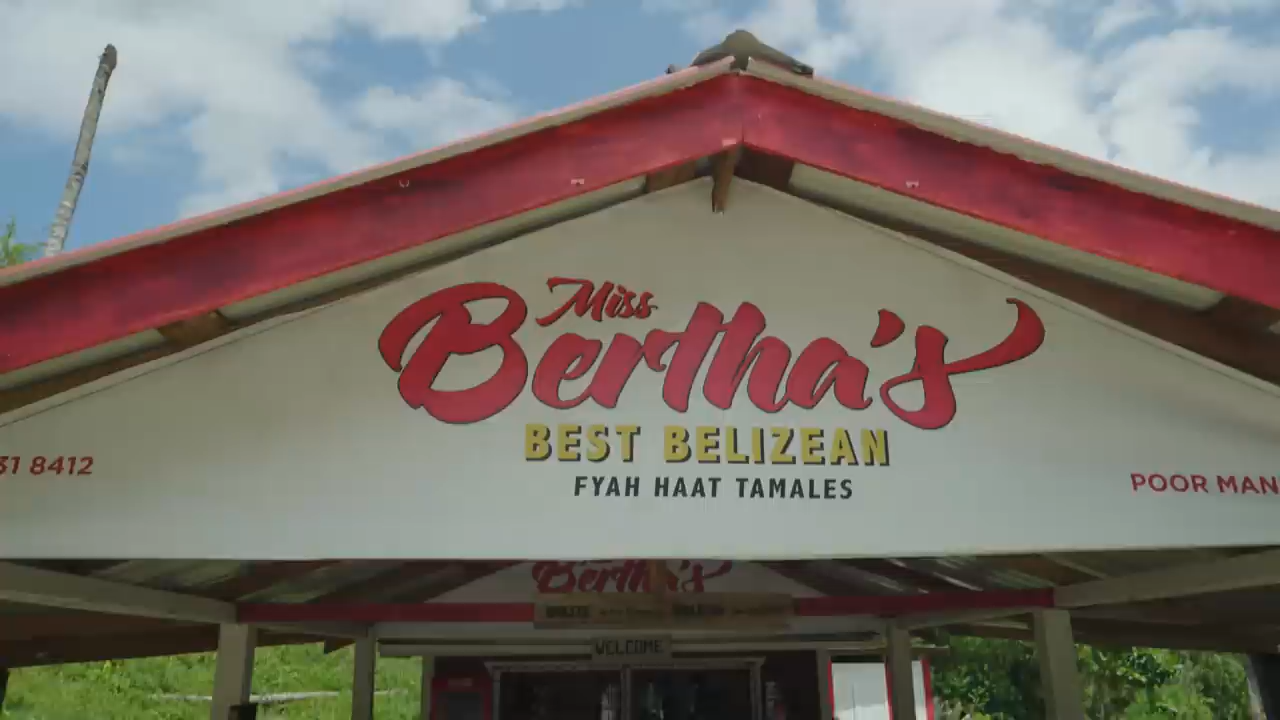 Miss
Bertha's
BEST BELIZEAN
FYAH HAAT TAMALES
31 8412
POOR MAN
Bertha's
WELCOME